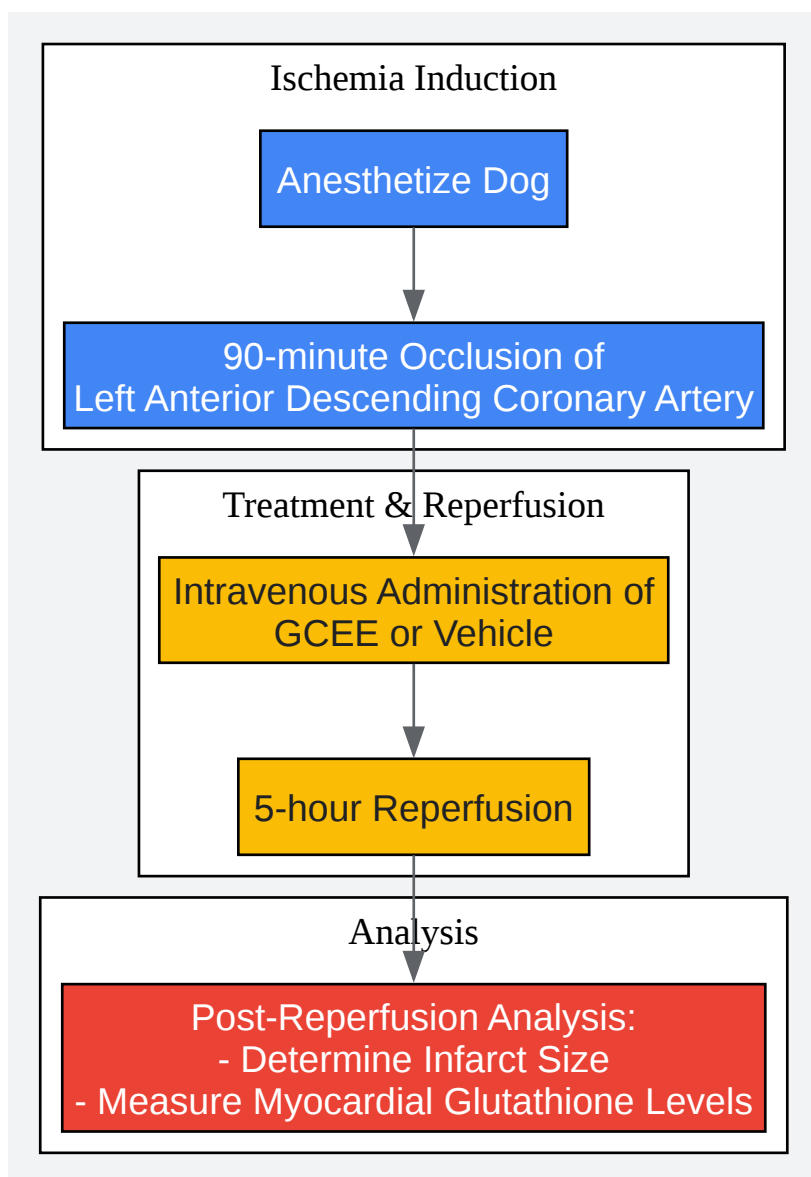 Ischemia Induction
Anesthetize Dog
90-minute Occlusion of
Left Anterior Descending Coronary Artery
Treatment & Reperfusion
Intravenous Administration of
GCEE or Vehicle
5-hour Reperfusion
Analysis
Post-Reperfusion Analysis:
- Determine Infarct Size
- Measure Myocardial Glutathione Levels